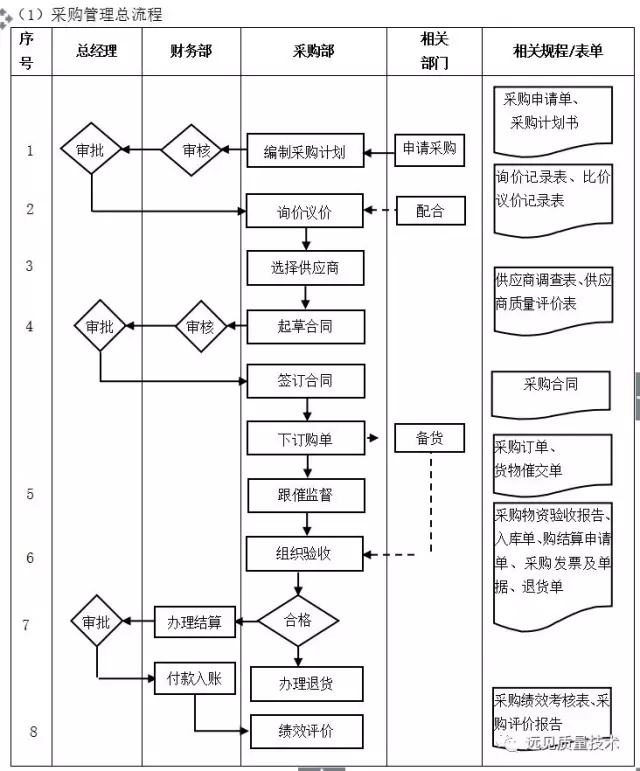 （1）采购管理总流程
序号
总经理
财务部
采购部
相关部门
相关规程/表单
采购申请单、
采购计划书
1
审批
审核
编制采购计划
申请采购
询价记录表、比价
议价记录表
2
询价议价
配合
3
选择供应商
供应商调查表、供应
商质量评价表
4
审批
审核
起草合同
签订合同
采购合同
下订购单
备货
采购订单、
货物催交单
5
跟催监督
采购物资验收报告、
入库单、购结算申请
单、采购发票及单
据、退货单
6
组织验收
7
审批
办理结算
合格
付款入账
办理退货
采购绩效考核表、采
购评价报告
8
绩效评价
远见质量技术